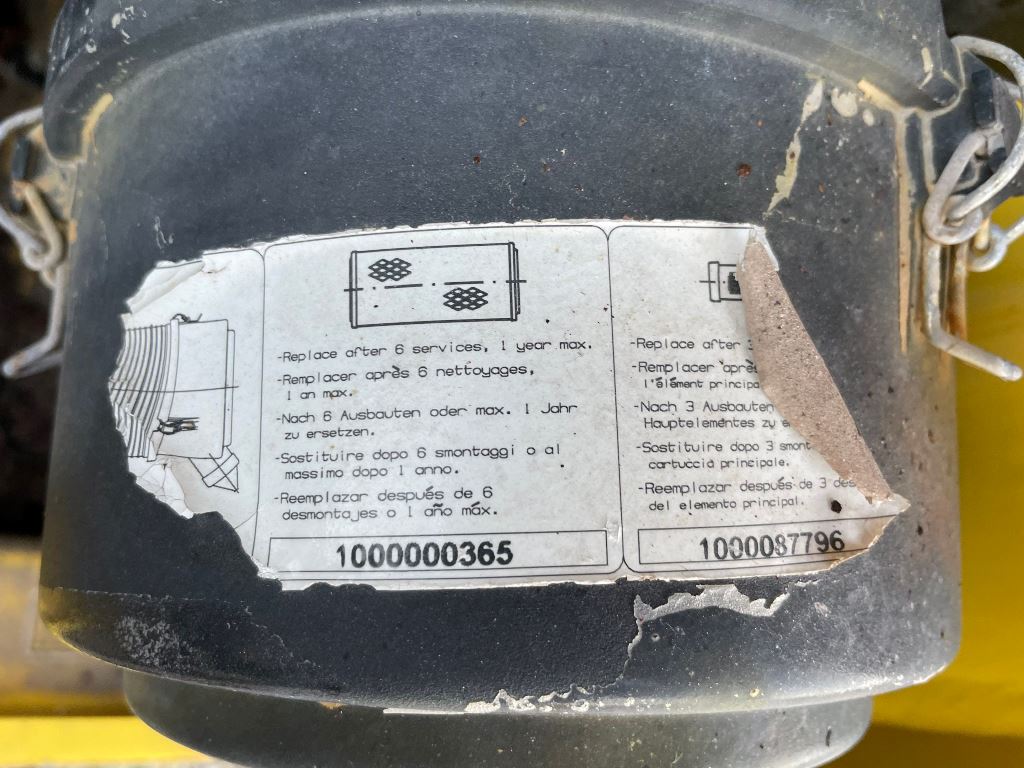 -Replace after 6 services, 1 year max.
-Remplacer après 6 nettoyages,
1 an max.
-Nach 6 Ausbauten oder max. 1 Jahr
zu ersetzen.
-Sostituire dopo 6 smontaggi o al
massimo dopo 1 anno.
-Reemplazar después de 6
desmontajes o 1 año máx.
1000000365
-Replace after 3
-Remplacer après
l'élément principa
-Nach 3 Ausbauten
Hauptelementes zu
-Sostituire dopo 3 smont
cartuccia principale.
-Reemplazar después de 3 des
del elemento principal.
1000087796